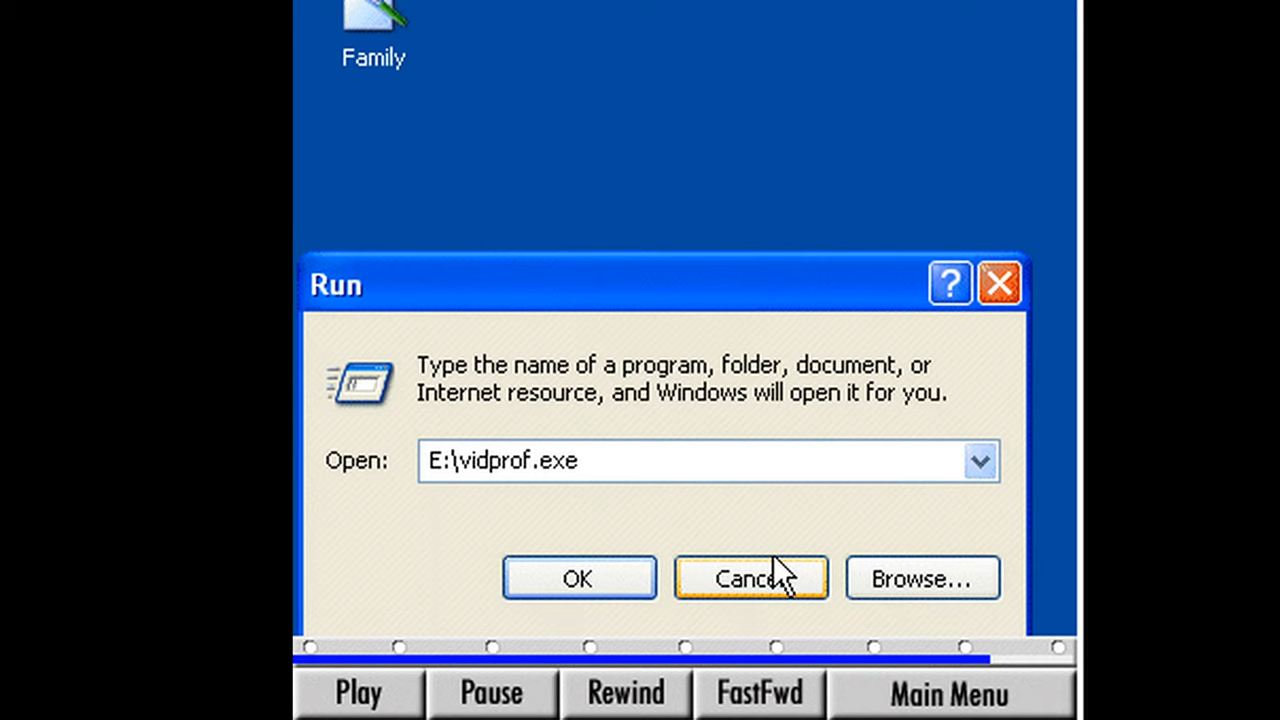 Family
Run
Type the name of a program, folder, document, or
Internet resource, and Windows will open it for you.
Open:
E:\vidprof.exe
OK
Cancel
Browse...
Play
Pause
Rewind
FastFwd
Main Menu